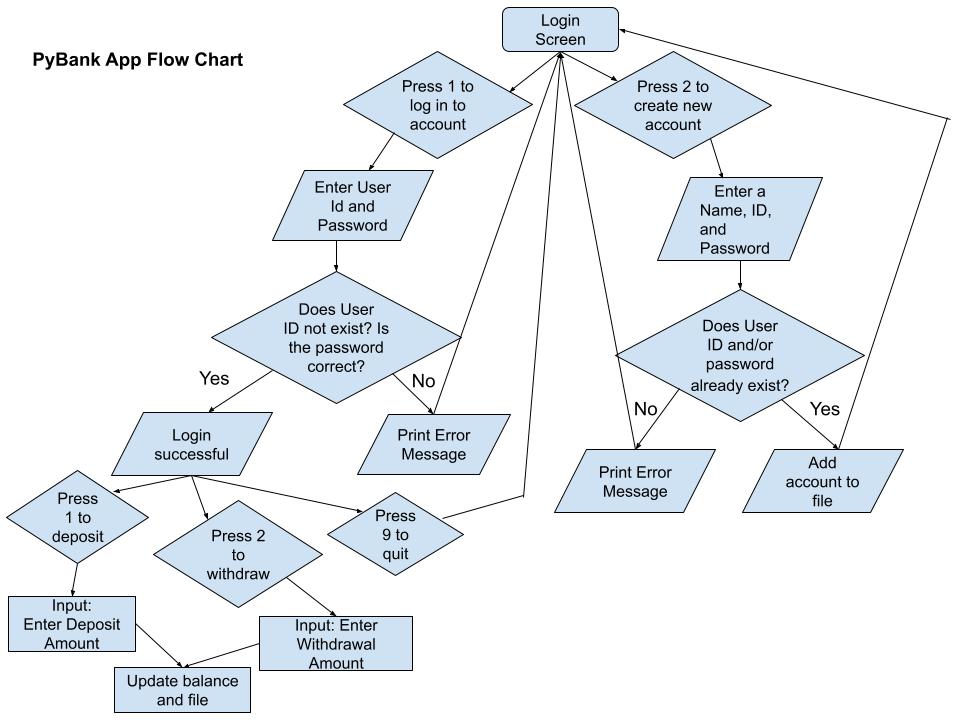 PyBank App Flow Chart
Login
Screen
Press 1 to
log in to
account
Press 2 to
create new
account
Enter User
Id and
Password
Enter a
Name, ID,
and
Password
Does User
ID not exist? Is
the password
correct?
Does User
ID and/or
password
already exist?
Yes
No
No
Yes
Login
successful
Print Error
Message
Print Error
Message
Add
account to
file
Press
1 to
deposit
Press 2
to
withdraw
Press
9 to
quit
Input:
Enter Deposit
Amount
Input: Enter
Withdrawal
Amount
Update balance
and file